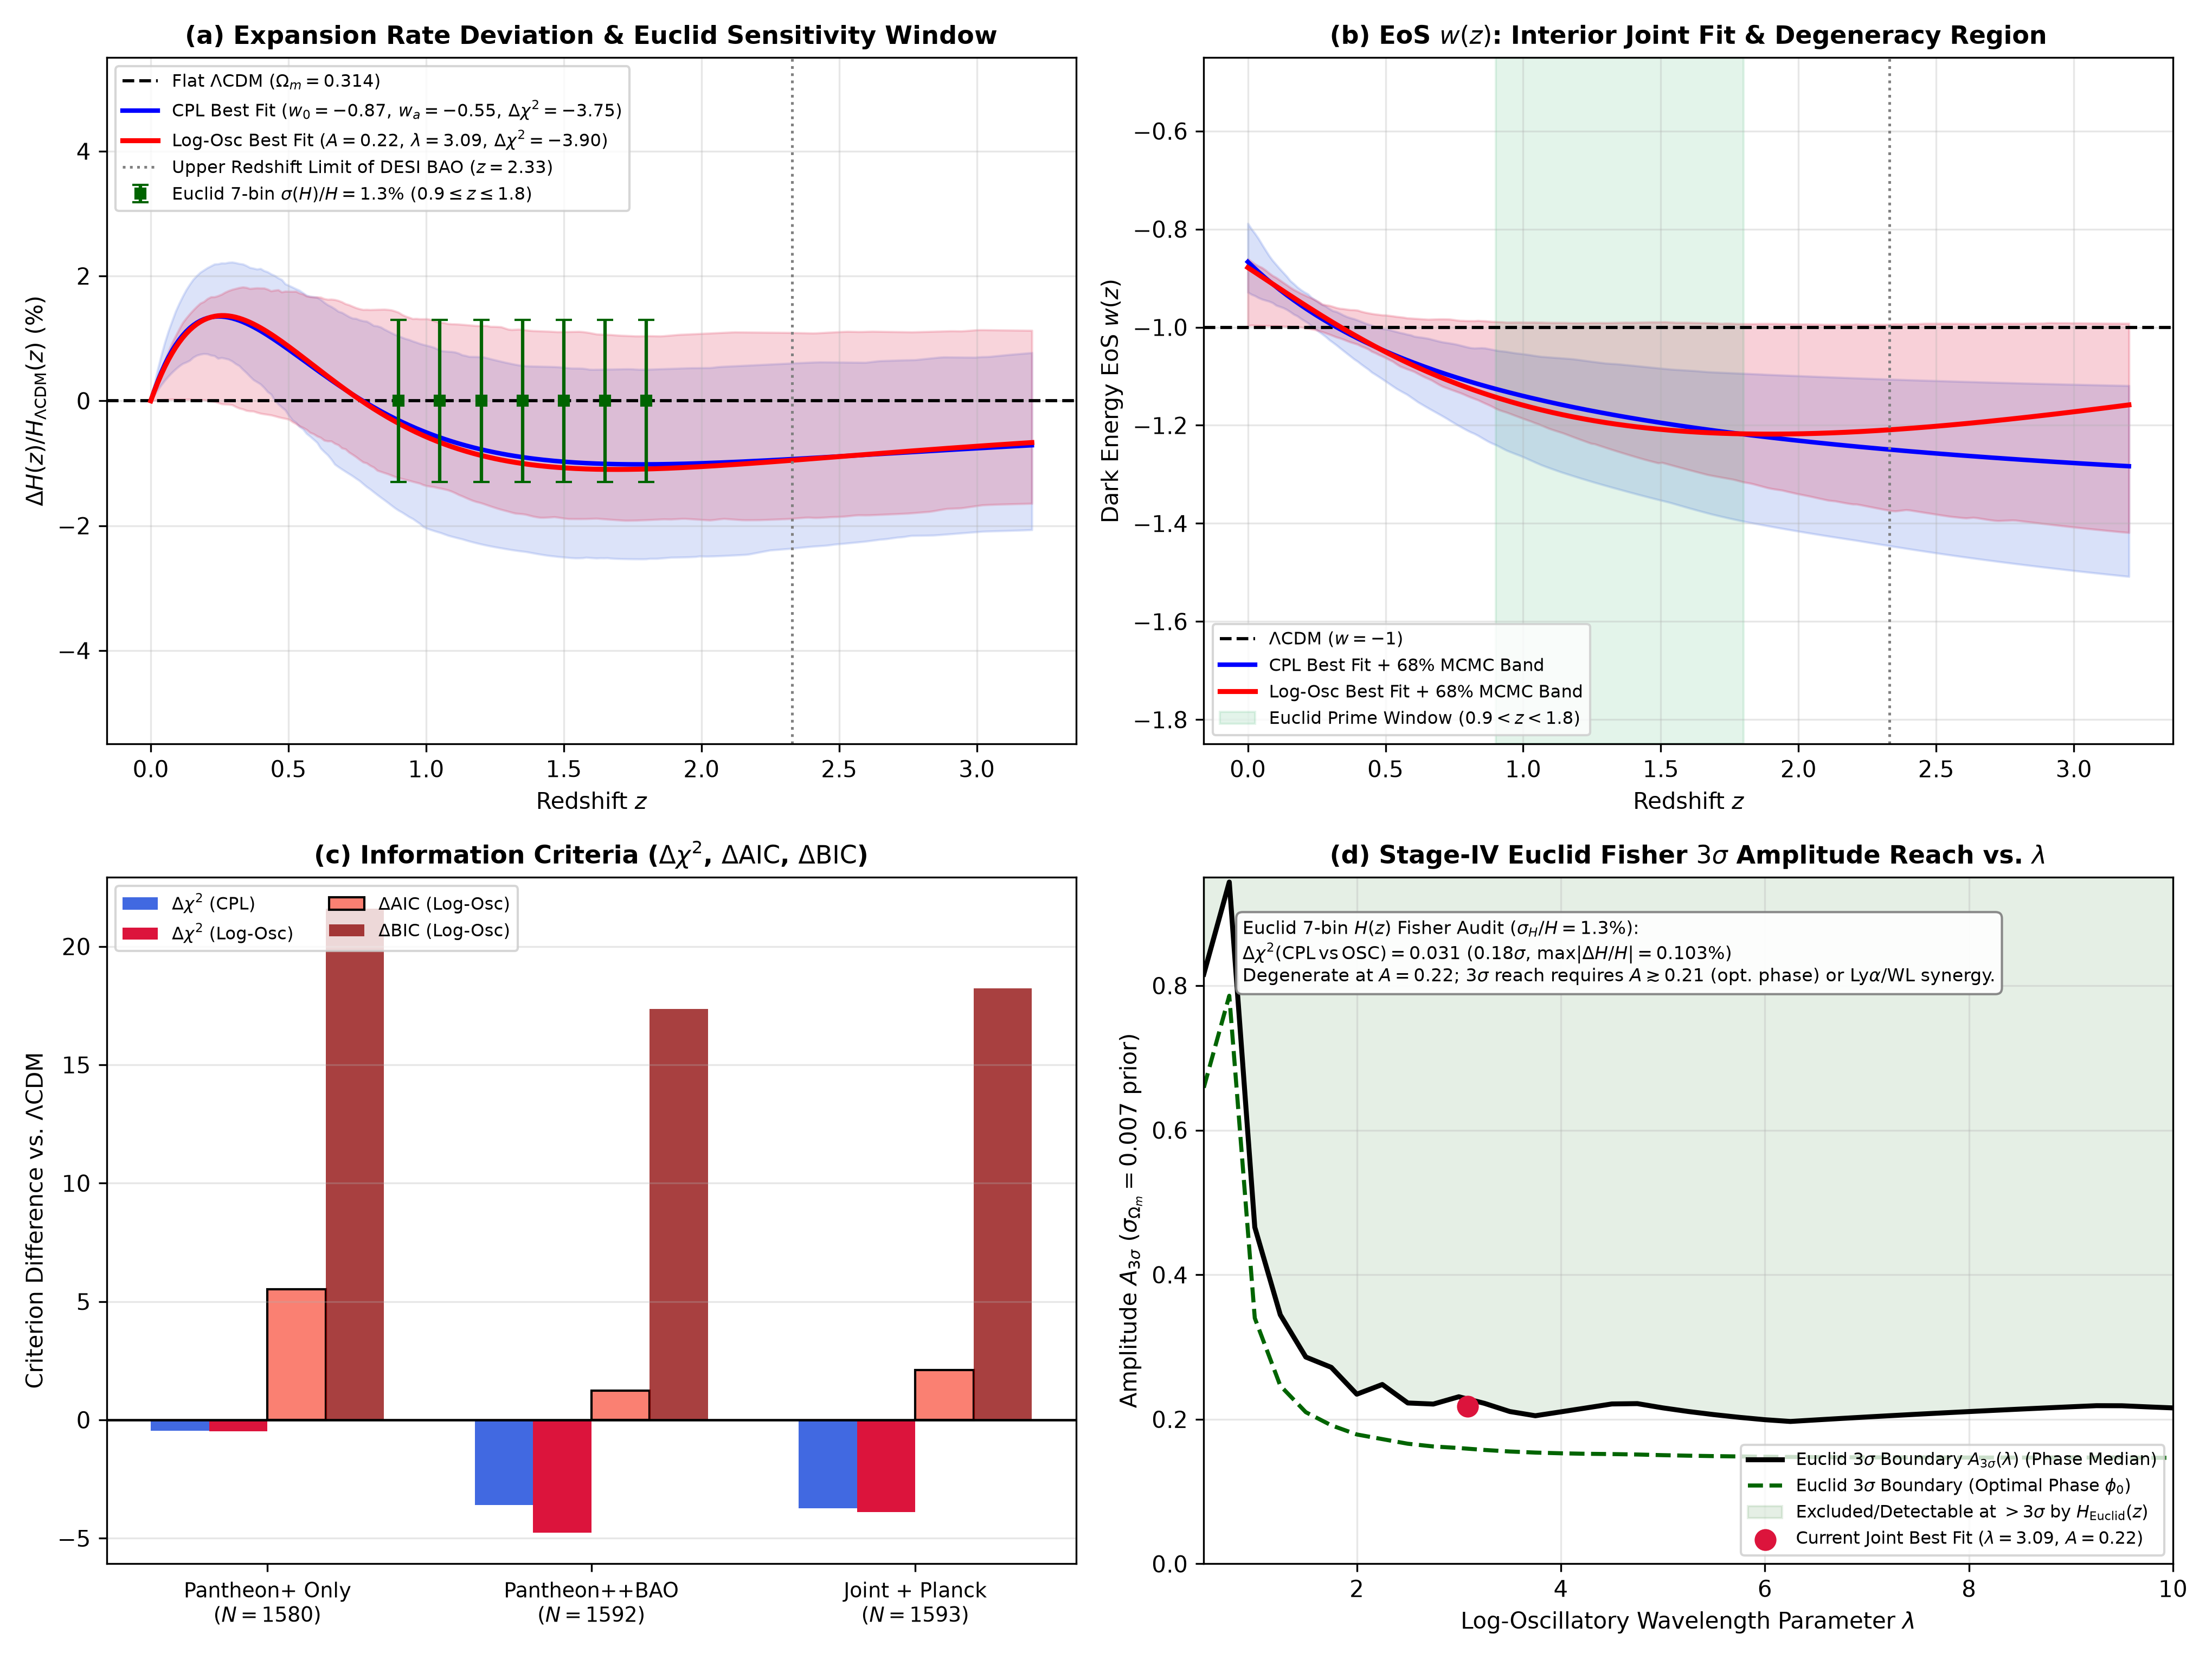 (a) Expansion Rate Deviation & Euclid Sensitivity Window
Flat ΛCDM (Ωₘ = 0.314)
CPL Best Fit (w₀ = −0.87, wₐ = −0.55, Δχ² = −3.75)
Log-Osc Best Fit (A = 0.22, λ = 3.09, Δχ² = −3.90)
Upper Redshift Limit of DESI BAO (z = 2.33)
Euclid 7-bin σ(H)/H = 1.3% (0.9 ≤ z ≤ 1.8)
ΔH(z)/H_ΛCDM(z) (%)
4
2
0
−2
−4
0.0 0.5 1.0 1.5 2.0 2.5 3.0
Redshift z
(b) EoS w(z): Interior Joint Fit & Degeneracy Region
Dark Energy EoS w(z)
−0.6
−0.8
−1.0
−1.2
−1.4
−1.6
−1.8
ΛCDM (w = −1)
CPL Best Fit + 68% MCMC Band
Log-Osc Best Fit + 68% MCMC Band
Euclid Prime Window (0.9 < z < 1.8)
0.0 0.5 1.0 1.5 2.0 2.5 3.0
Redshift z
(c) Information Criteria (Δχ², ΔAIC, ΔBIC)
Δχ² (CPL)
Δχ² (Log-Osc)
ΔAIC (Log-Osc)
ΔBIC (Log-Osc)
Criterion Difference vs. ΛCDM
20
15
10
5
0
−5
Pantheon+ Only
(N = 1580)
Pantheon++BAO
(N = 1592)
Joint + Planck
(N = 1593)
(d) Stage-IV Euclid Fisher 3σ Amplitude Reach vs. λ
Euclid 7-bin H(z) Fisher Audit (σ_H/H = 1.3%):
Δχ²(CPL vs OSC) = 0.031 (0.18σ, max|ΔH/H| = 0.103%)
Degenerate at A = 0.22; 3σ reach requires A ≳ 0.21 (opt. phase) or Lyα/WL synergy.
Amplitude A₃σ (σ_Ωₘ = 0.007 prior)
0.8
0.6
0.4
0.2
0.0
Euclid 3σ Boundary A₃σ(λ) (Phase Median)
Euclid 3σ Boundary (Optimal Phase ϕ₀)
Excluded/Detectable at > 3σ by H_Euclid(z)
Current Joint Best Fit (λ = 3.09, A = 0.22)
2 4 6 8 10
Log-Oscillatory Wavelength Parameter λ